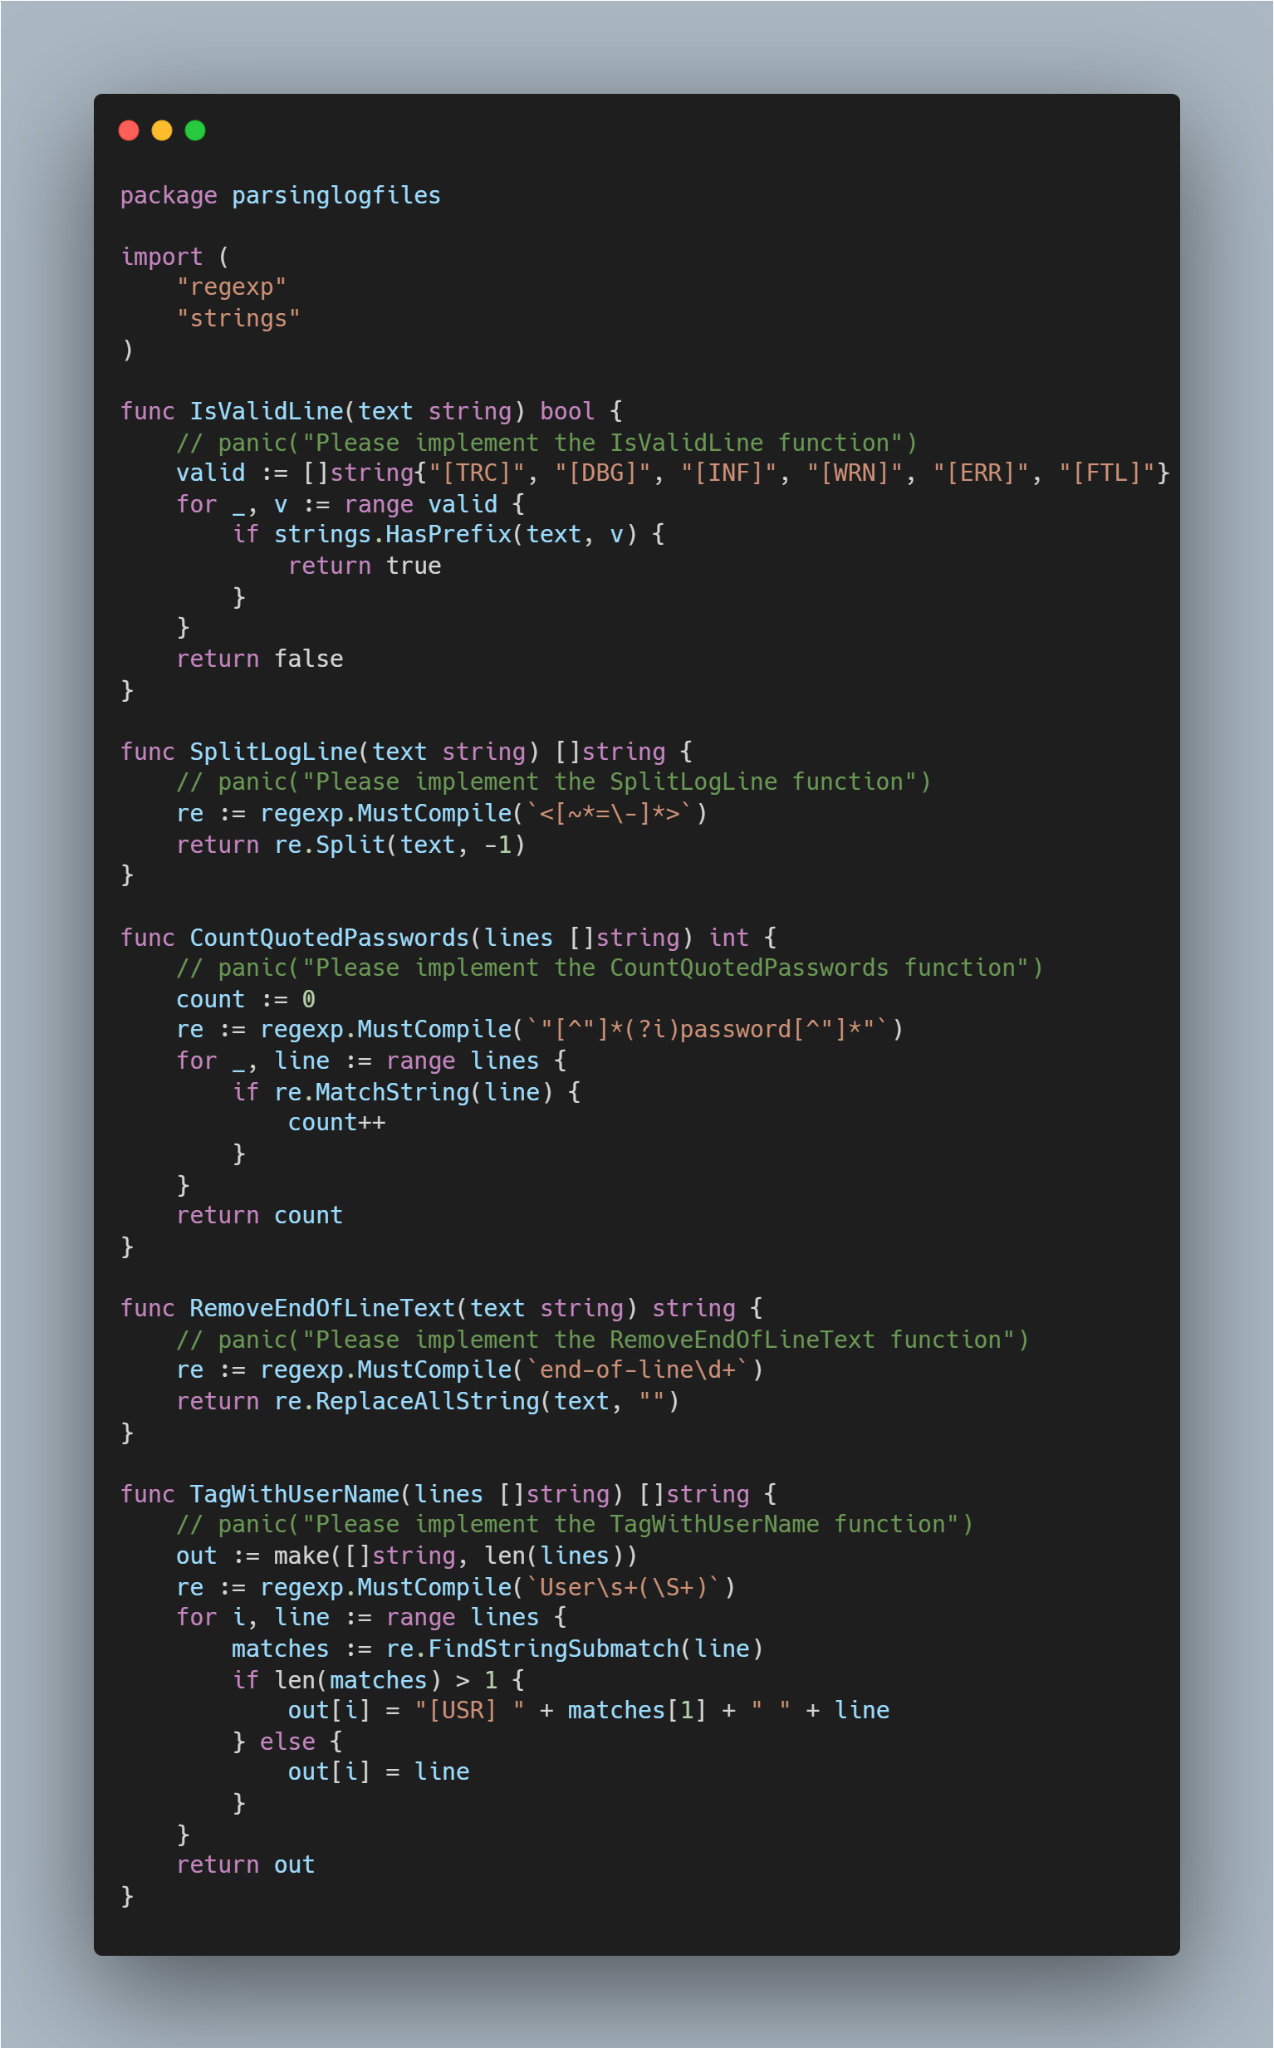 package parsinglogfiles

import (
    "regexp"
    "strings"
)

func IsValidLine(text string) bool {
    // panic("Please implement the IsValidLine function")
    valid := []string{"[TRC]", "[DBG]", "[INF]", "[WRN]", "[ERR]", "[FTL]"}
    for _, v := range valid {
        if strings.HasPrefix(text, v) {
            return true
        }
    }
    return false
}

func SplitLogLine(text string) []string {
    // panic("Please implement the SplitLogLine function")
    re := regexp.MustCompile(`<[~*=\-]*>`)
    return re.Split(text, -1)
}

func CountQuotedPasswords(lines []string) int {
    // panic("Please implement the CountQuotedPasswords function")
    count := 0
    re := regexp.MustCompile(`"[^"]*(?i)password[^"]*"`)
    for _, line := range lines {
        if re.MatchString(line) {
            count++
        }
    }
    return count
}

func RemoveEndOfLineText(text string) string {
    // panic("Please implement the RemoveEndOfLineText function")
    re := regexp.MustCompile(`end-of-line\d+`)
    return re.ReplaceAllString(text, "")
}

func TagWithUserName(lines []string) []string {
    // panic("Please implement the TagWithUserName function")
    out := make([]string, len(lines))
    re := regexp.MustCompile(`User\s+(\S+)`)
    for i, line := range lines {
        matches := re.FindStringSubmatch(line)
        if len(matches) > 1 {
            out[i] = "[USR] " + matches[1] + " " + line
        } else {
            out[i] = line
        }
    }
    return out
}